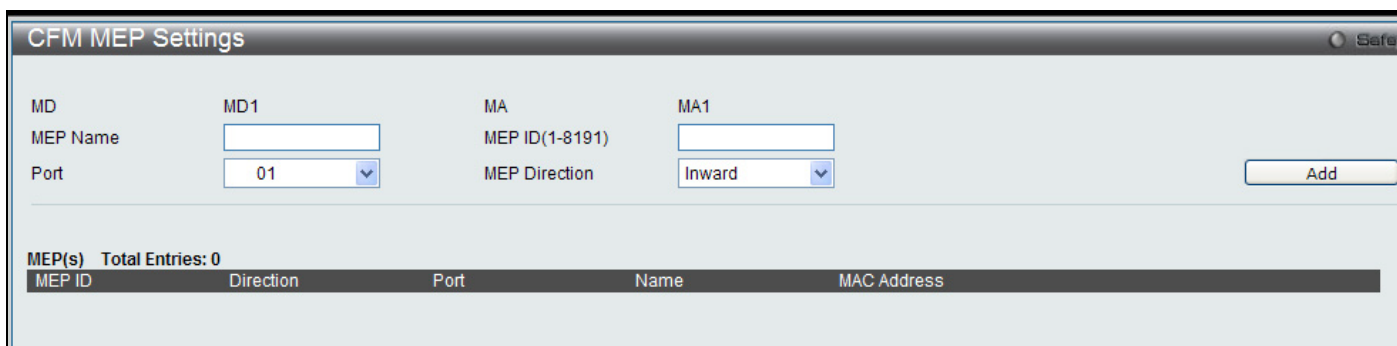 CFM MEP Settings
Safe
MD MD1 MA MA1
MEP Name MEP ID(1-8191)
Port 01 MEP Direction Inward Add
MEP(s) Total Entries: 0
MEP ID Direction Port Name MAC Address